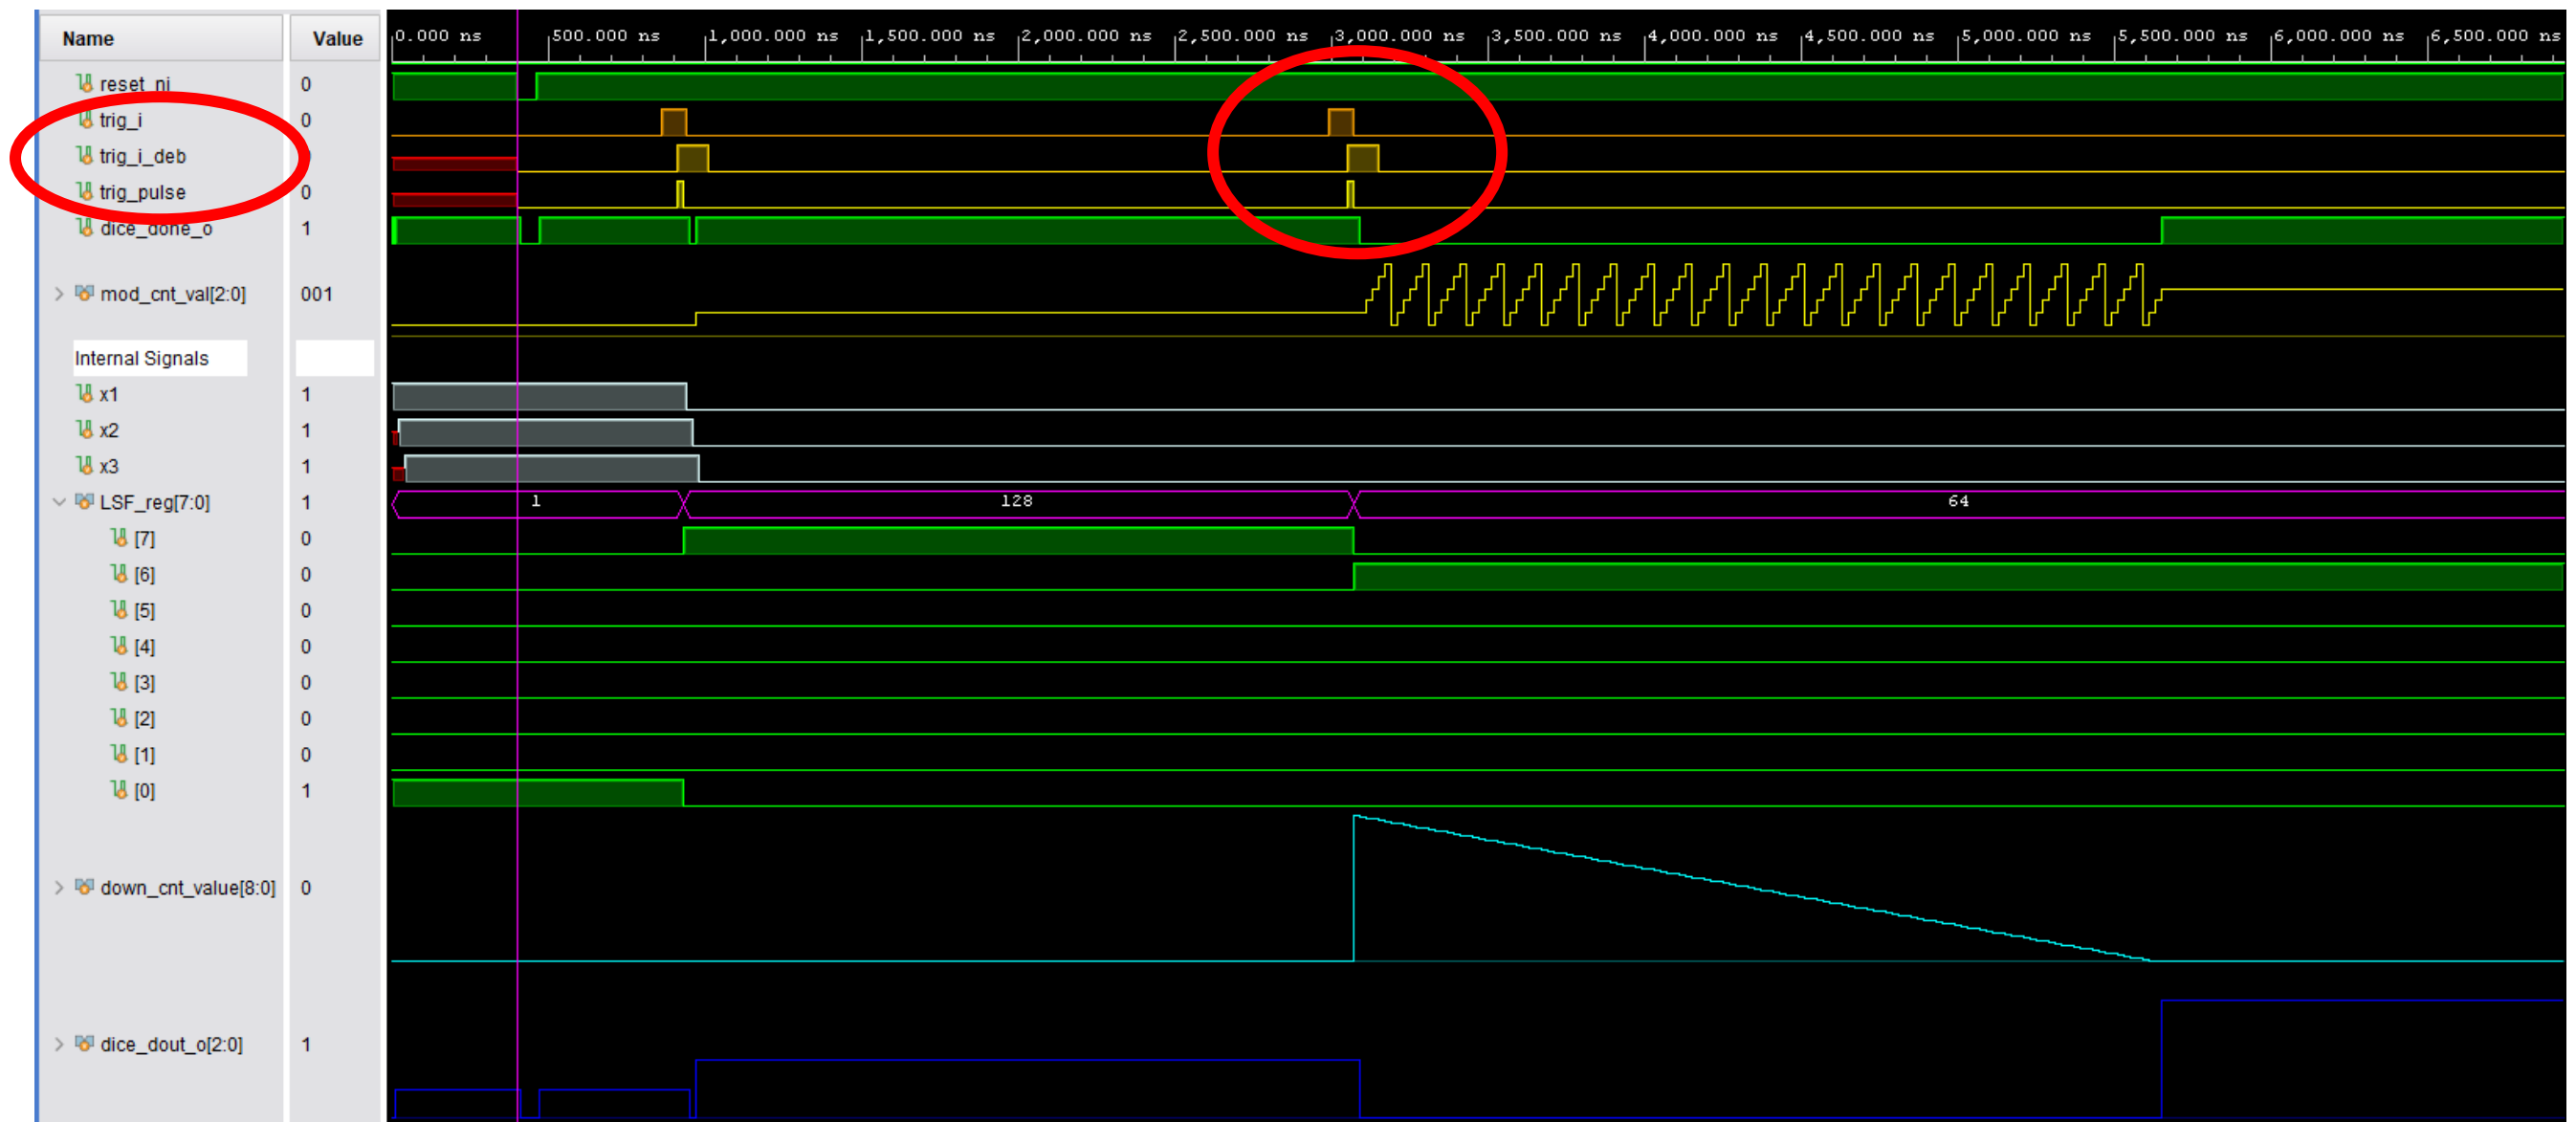 Name Value 0.000 ns 500.000 ns 1,000.000 ns 1,500.000 ns 2,000.000 ns 2,500.000 ns 3,000.000 ns 3,500.000 ns 4,000.000 ns 4,500.000 ns 5,000.000 ns 5,500.000 ns 6,000.000 ns 6,500.000 ns
reset_ni 0
trig_i 0
trig_i_deb
trig_pulse 0
dice_done_o 1
mod_cnt_val[2:0] 001
Internal Signals
x1 1
x2 1
x3 1
LSF_reg[7:0] 1 1 128 64
[7] 0
[6] 0
[5] 0
[4] 0
[3] 0
[2] 0
[1] 0
[0] 1
down_cnt_value[8:0] 0
dice_dout_o[2:0] 1